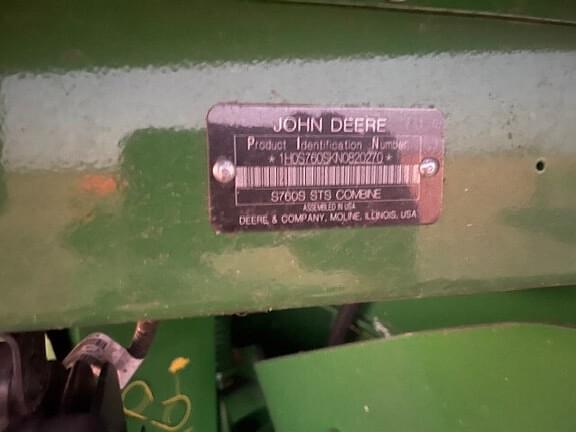 JOHN DEERE
Product Identification Number
*1H0S760SKN0820270*
S760S STS COMBINE
ASSEMBLED IN USA
DEERE & COMPANY, MOLINE, ILLINOIS, USA